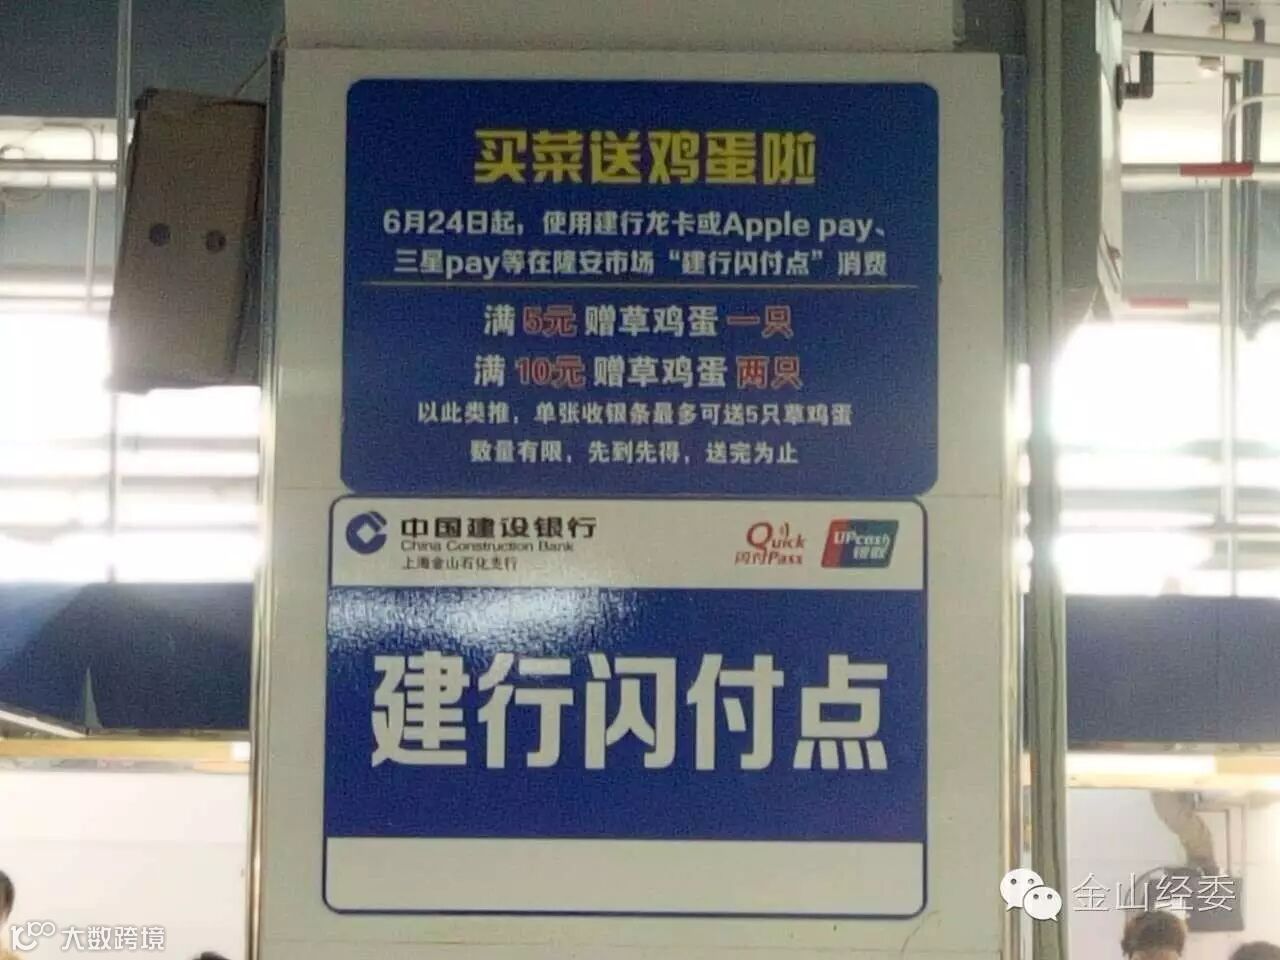 买菜送鸡蛋啦
6月24日起，使用建行龙卡或Apple pay、
三星pay等在隆安市场“建行闪付点”消费
满5元赠草鸡蛋一只
满10元赠草鸡蛋两只
以此类推，单张收银条最多可送5只草鸡蛋
数量有限，先到先得，送完为止
中国建设银行
China Construction Bank
上海金山石化支行
Quick
闪付Pass
UPcash
银联
建行闪付点
金山经委
大数跨境